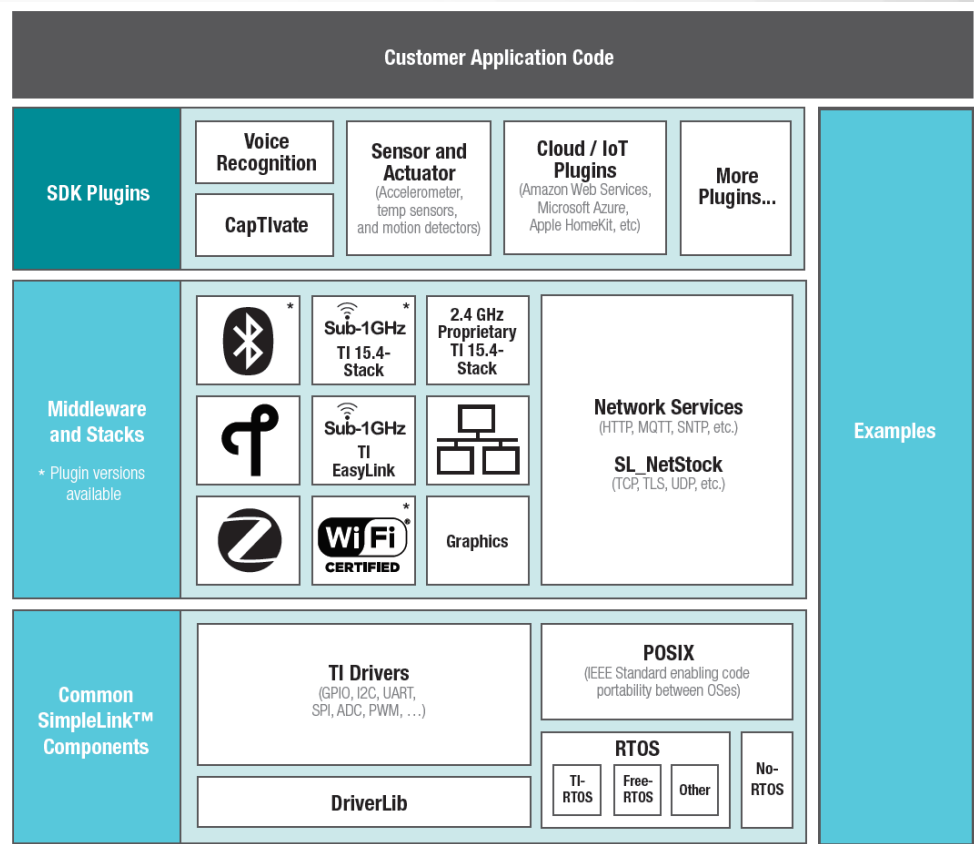 Customer Application Code
SDK Plugins
Voice
Recognition
CapTIvate
Sensor and
Actuator
(Accelerometer,
temp sensors,
and motion detectors)
Cloud / IoT
Plugins
(Amazon Web Services,
Microsoft Azure,
Apple HomeKit, etc)
More
Plugins...
Examples
Middleware
and Stacks
* Plugin versions
available
*
Sub-1GHz
*
TI 15.4-
Stack
2.4 GHz
Proprietary
TI 15.4-
Stack
Sub-1GHz
TI
EasyLink
Wi Fi
®
*
CERTIFIED
Graphics
Network Services
(HTTP, MQTT, SNTP, etc.)
SL_NetStock
(TCP, TLS, UDP, etc.)
Common
SimpleLink™
Components
TI Drivers
(GPIO, I2C, UART,
SPI, ADC, PWM, …)
DriverLib
POSIX
(IEEE Standard enabling code
portability between OSes)
RTOS
TI-
RTOS
Free-
RTOS
Other
No-
RTOS